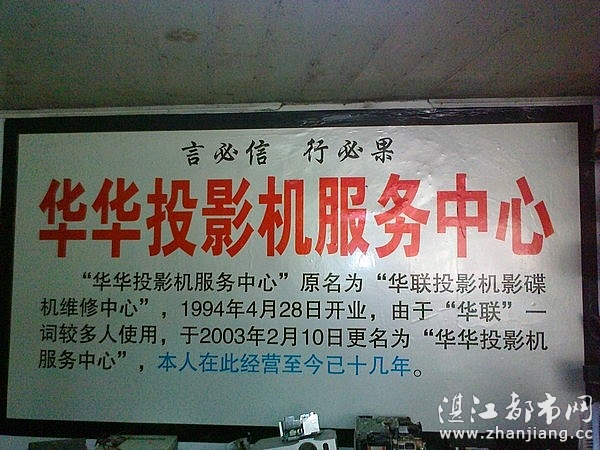 言必信 行必果
华华投影机服务中心
“华华投影机服务中心”原名为“华联投影机影碟
机维修中心”，1994年4月28日开业，由于“华联”一
词较多人使用，于2003年2月10日更名为“华华投影机
服务中心”，本人在此经营至今已十几年。
湛江都市网
www.zhanjiang.cc